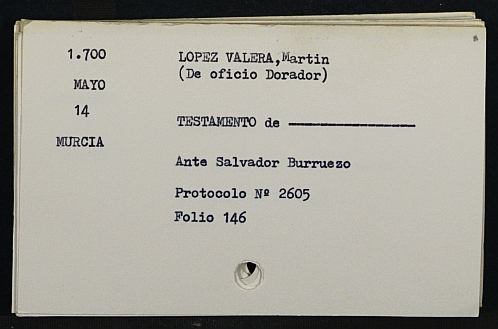 1.700
MAYO
14
MURCIA
LOPEZ VALERA,Martin
(De oficio Dorador)
TESTAMENTO de ----------------
Ante Salvador Burruezo
Protocolo Nº 2605
Folio 146